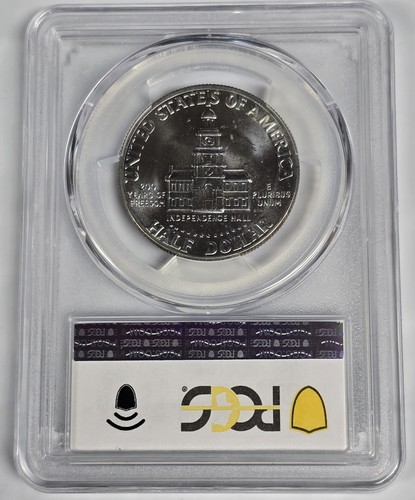 UNITED STATES OF AMERICA
200
YEARS OF
FREEDOM
E
PLURIBUS
UNUM
INDEPENDENCE HALL
HALF DOLLAR
PCGS